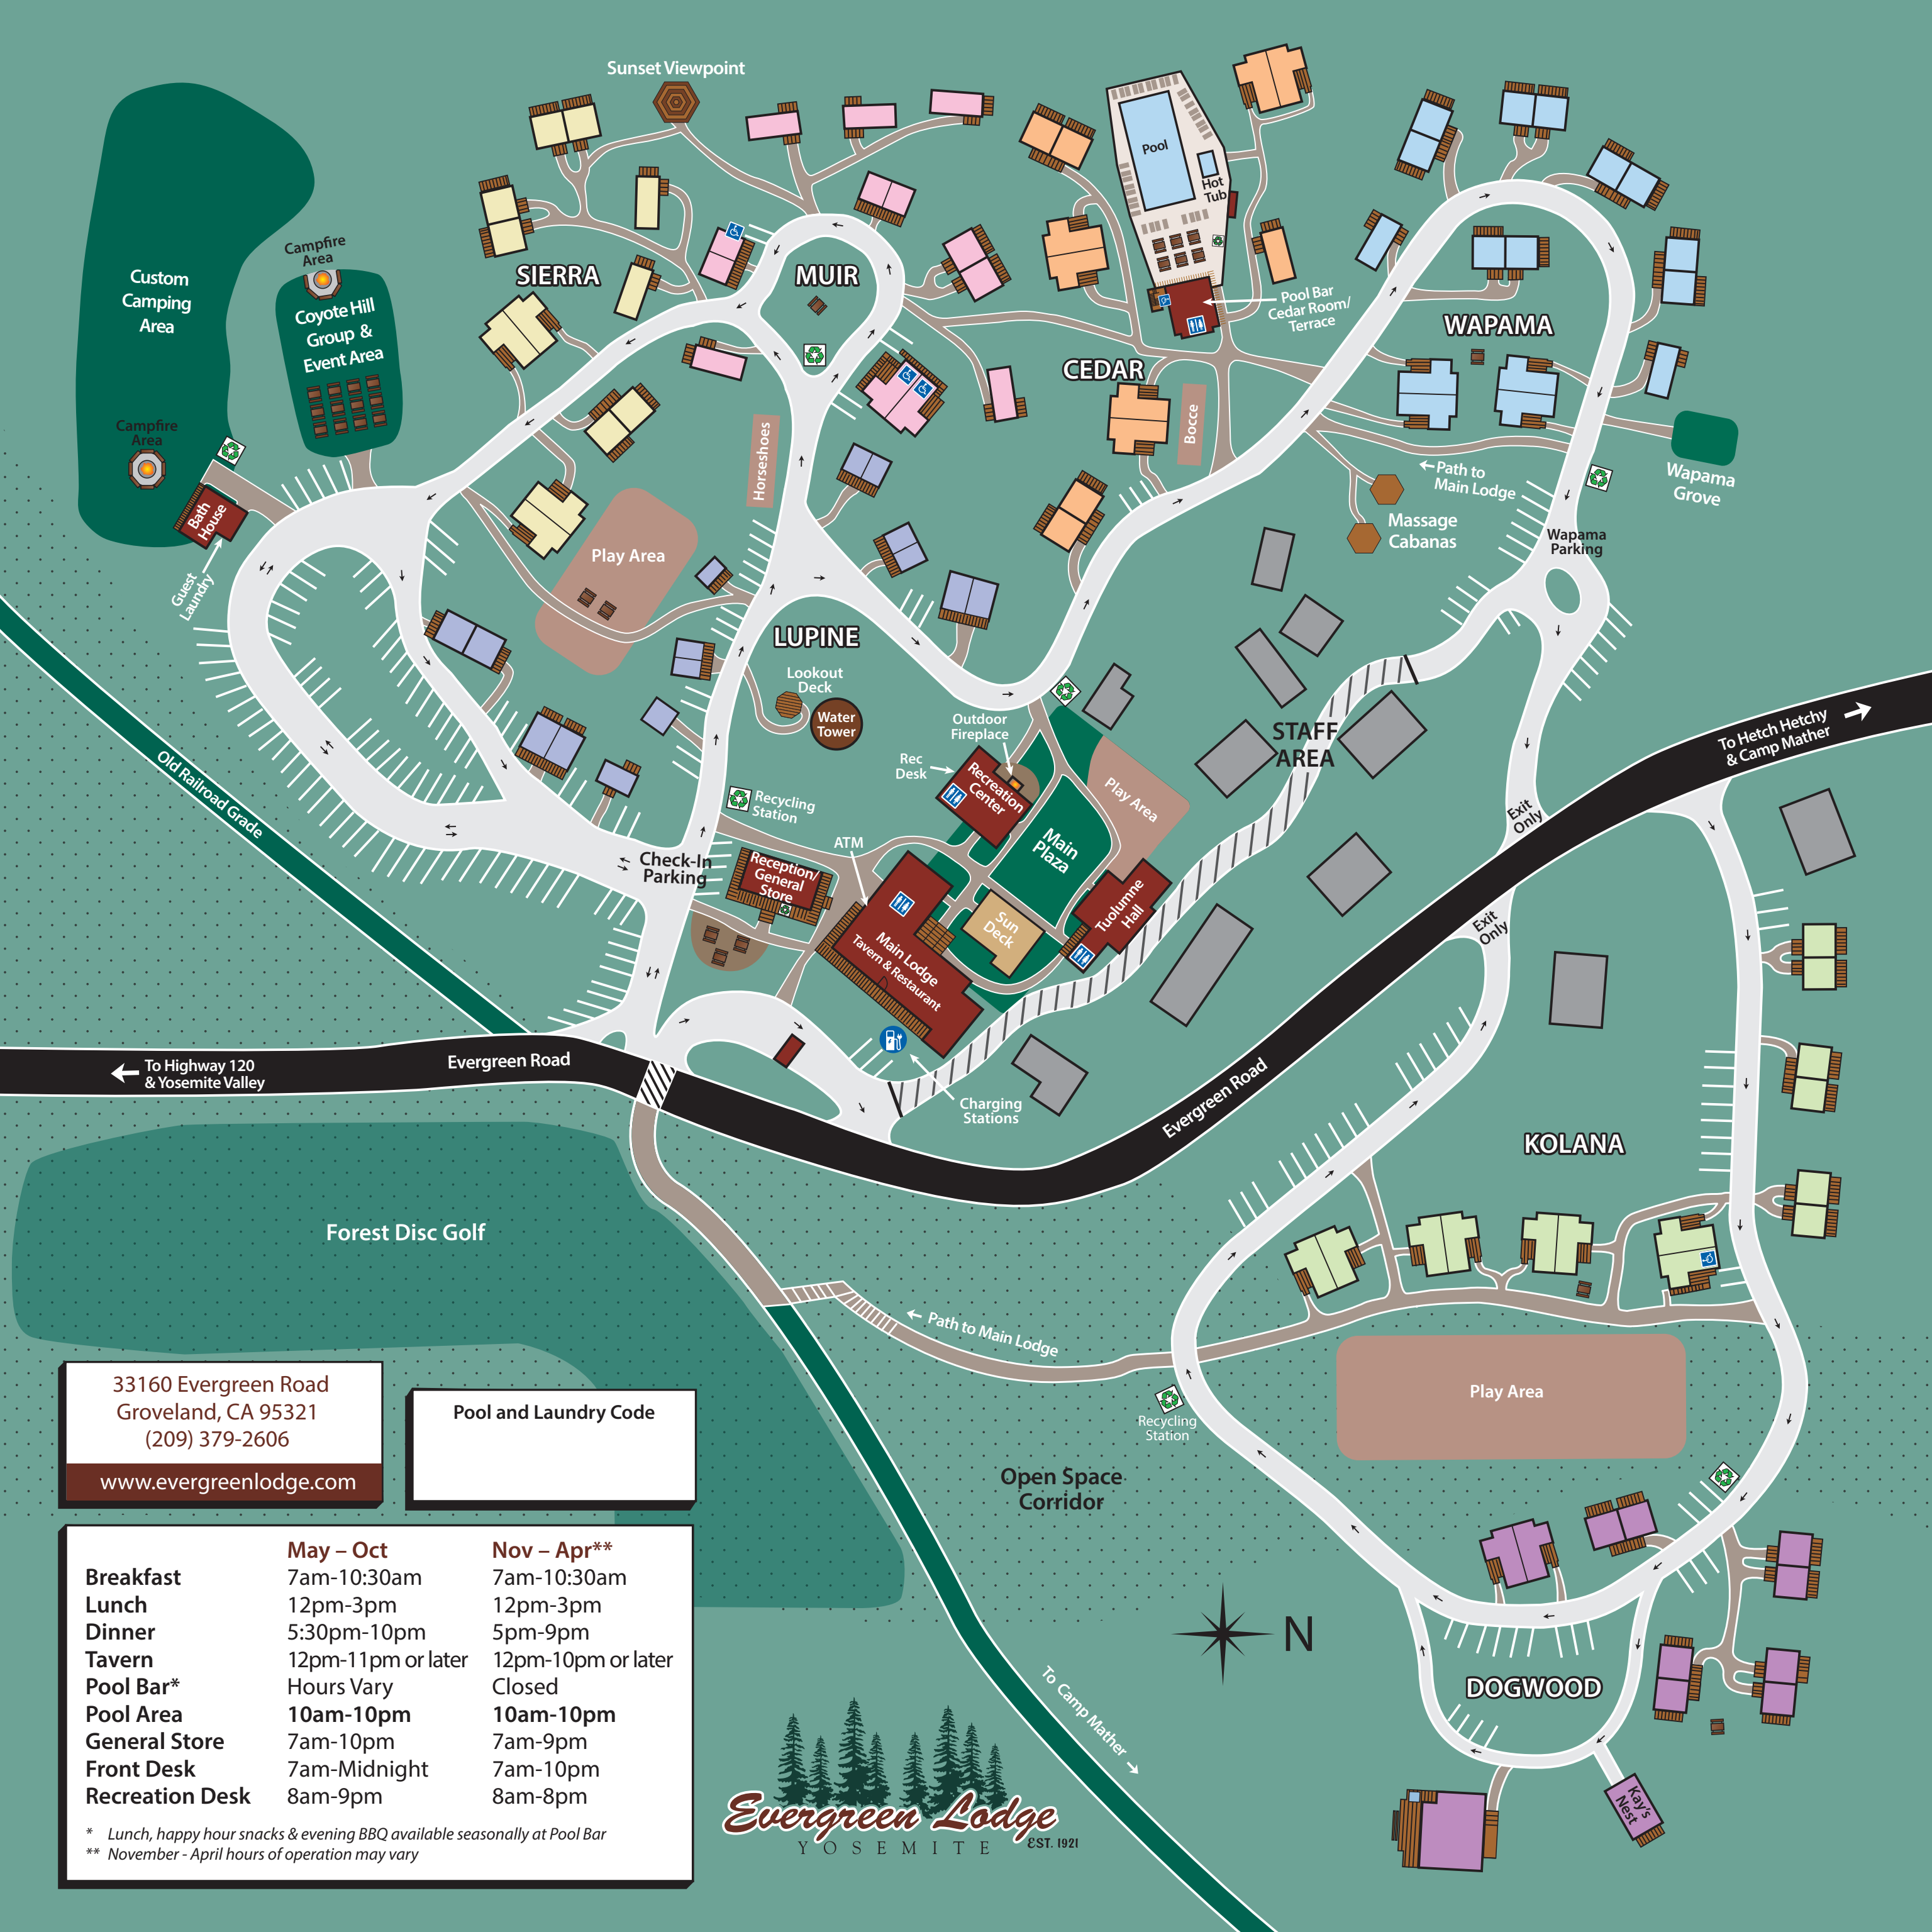 Sunset Viewpoint
Custom
Camping
Area
Campfire
Area
Coyote Hill
Group &
Event Area
Campfire
Area
Bath
House
Guest
Laundry
SIERRA
MUIR
Pool
Hot
Tub
Pool Bar
Cedar Room/
Terrace
CEDAR
WAPAMA
Bocce
Horseshoes
Path to
Main Lodge
Wapama
Grove
Massage
Cabanas
Wapama
Parking
Play Area
LUPINE
Lookout
Deck
Water
Tower
Outdoor
Fireplace
Rec
Desk
Recreation
Center
Play Area
Main
Plaza
STAFF
AREA
Old Railroad Grade
Recycling
Station
ATM
Check-In
Parking
Reception/
General
Store
Sun
Deck
Tuolumne
Hall
Main Lodge
Tavern & Restaurant
Charging
Stations
To Hetch Hetchy
& Camp Mather
Exit
Only
Exit
Only
To Highway 120
& Yosemite Valley
Evergreen Road
Evergreen Road
KOLANA
Forest Disc Golf
Path to Main Lodge
Play Area
Recycling
Station
Open Space
Corridor
33160 Evergreen Road
Groveland, CA 95321
(209) 379-2606
www.evergreenlodge.com
Pool and Laundry Code
May – Oct Nov – Apr**
Breakfast 7am-10:30am 7am-10:30am
Lunch 12pm-3pm 12pm-3pm
Dinner 5:30pm-10pm 5pm-9pm
Tavern 12pm-11pm or later 12pm-10pm or later
Pool Bar* Hours Vary Closed
Pool Area 10am-10pm 10am-10pm
General Store 7am-10pm 7am-9pm
Front Desk 7am-Midnight 7am-10pm
Recreation Desk 8am-9pm 8am-8pm
* Lunch, happy hour snacks & evening BBQ available seasonally at Pool Bar
** November - April hours of operation may vary
N
To Camp Mather
DOGWOOD
Kay's
Nest
Evergreen Lodge
YOSEMITE
EST. 1921